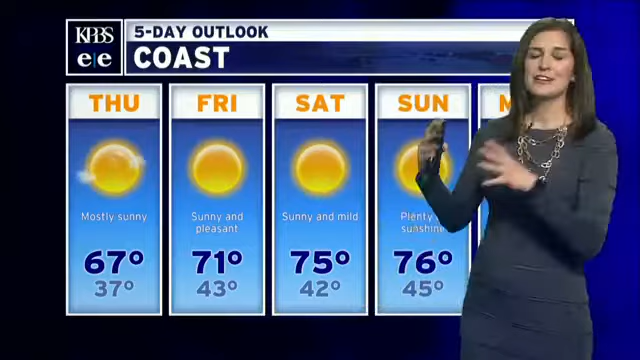 KPBS
e|e
5-DAY OUTLOOK
COAST
THU
FRI
SAT
SUN
M
Mostly sunny
Sunny and
pleasant
Sunny and mild
Plenty
sunshine
67°
37°
71°
43°
75°
42°
76°
45°